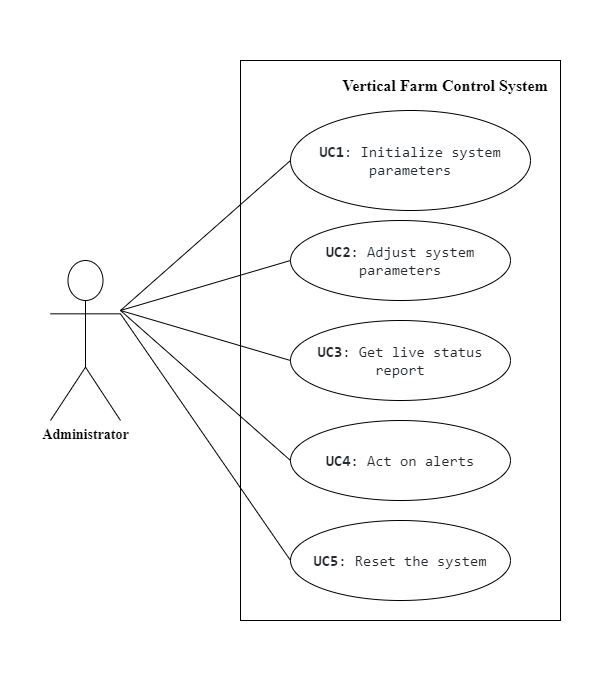 Vertical Farm Control System
UC1: Initialize system
parameters
UC2: Adjust system
parameters
UC3: Get live status
report
UC4: Act on alerts
UC5: Reset the system
Administrator